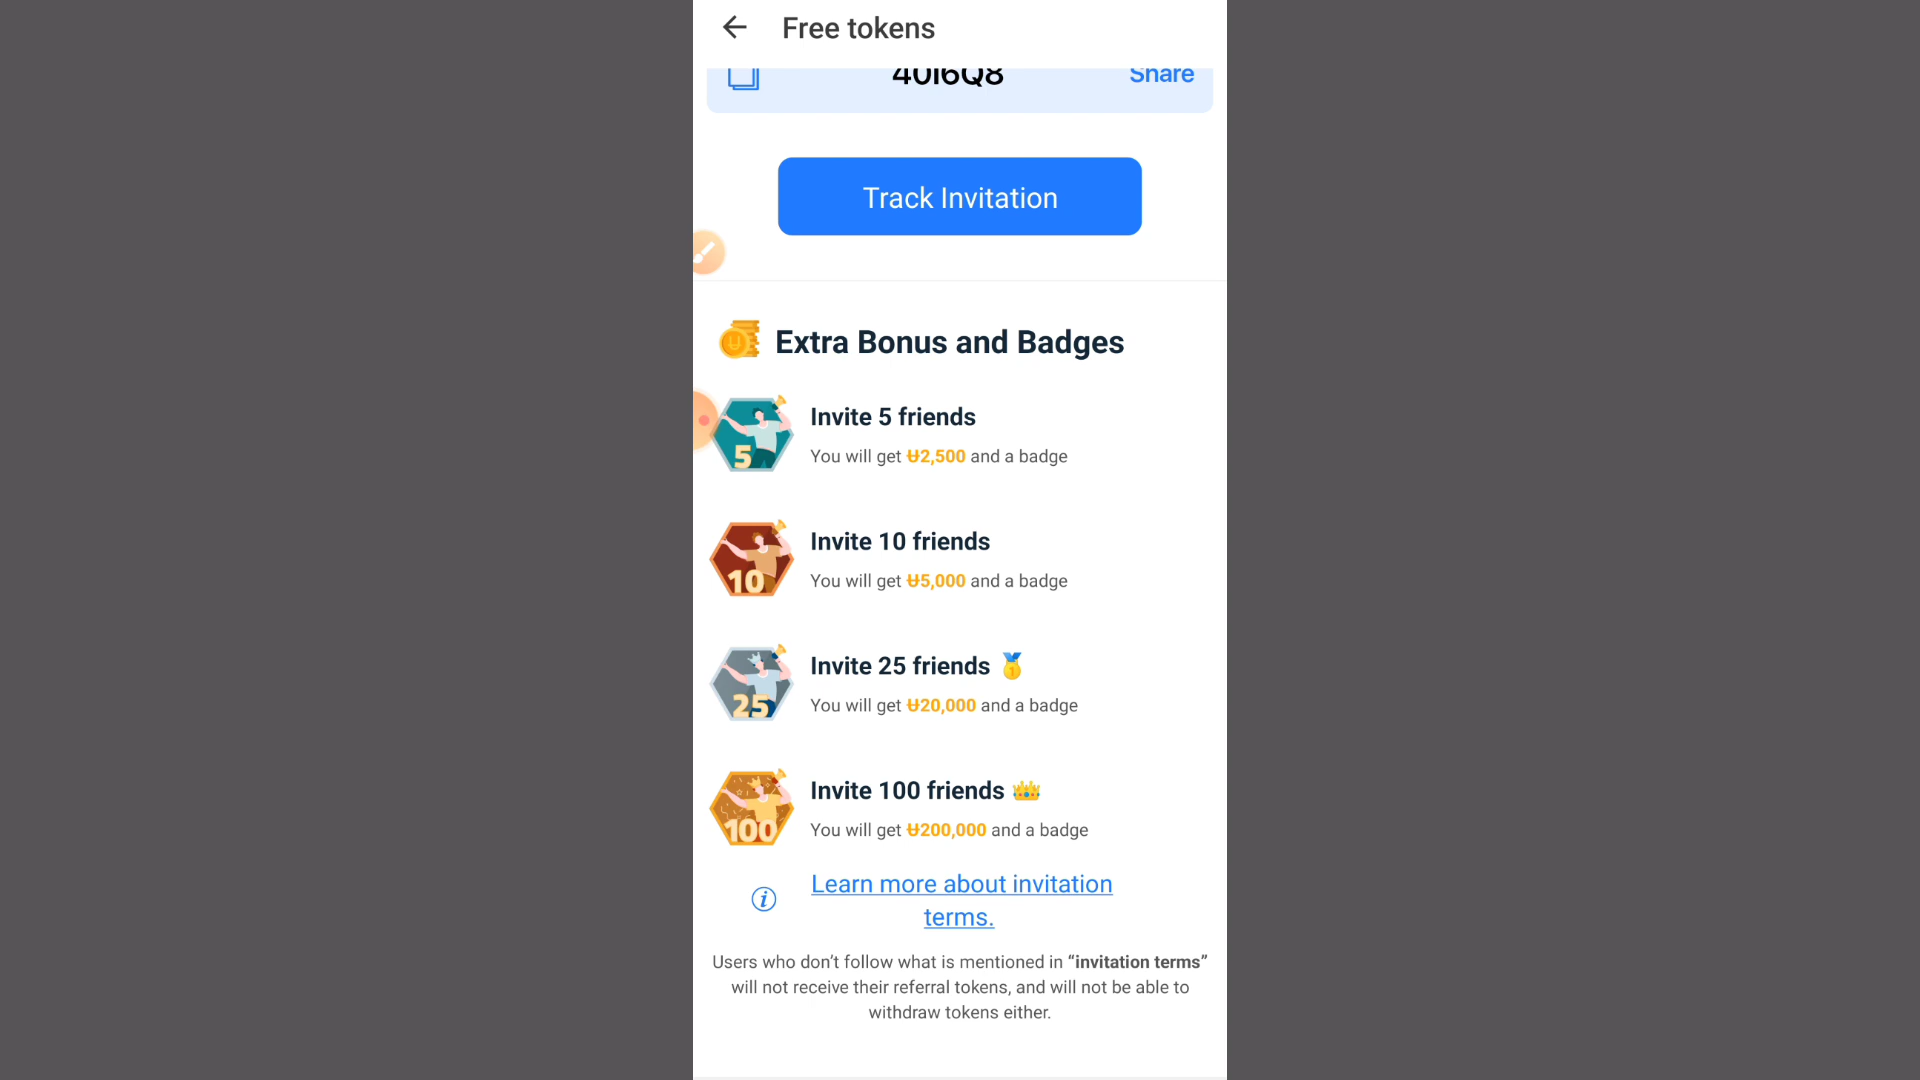 Free tokens
Share
Track Invitation
Extra Bonus and Badges
Invite 5 friends
5
You will get Ʉ2,500 and a badge
Invite 10 friends
10
You will get Ʉ5,000 and a badge
Invite 25 friends
25
You will get Ʉ20,000 and a badge
Invite 100 friends
100
You will get Ʉ200,000 and a badge
Learn more about invitation
terms.
Users who don’t follow what is mentioned in “invitation terms”
will not receive their referral tokens, and will not be able to
withdraw tokens either.